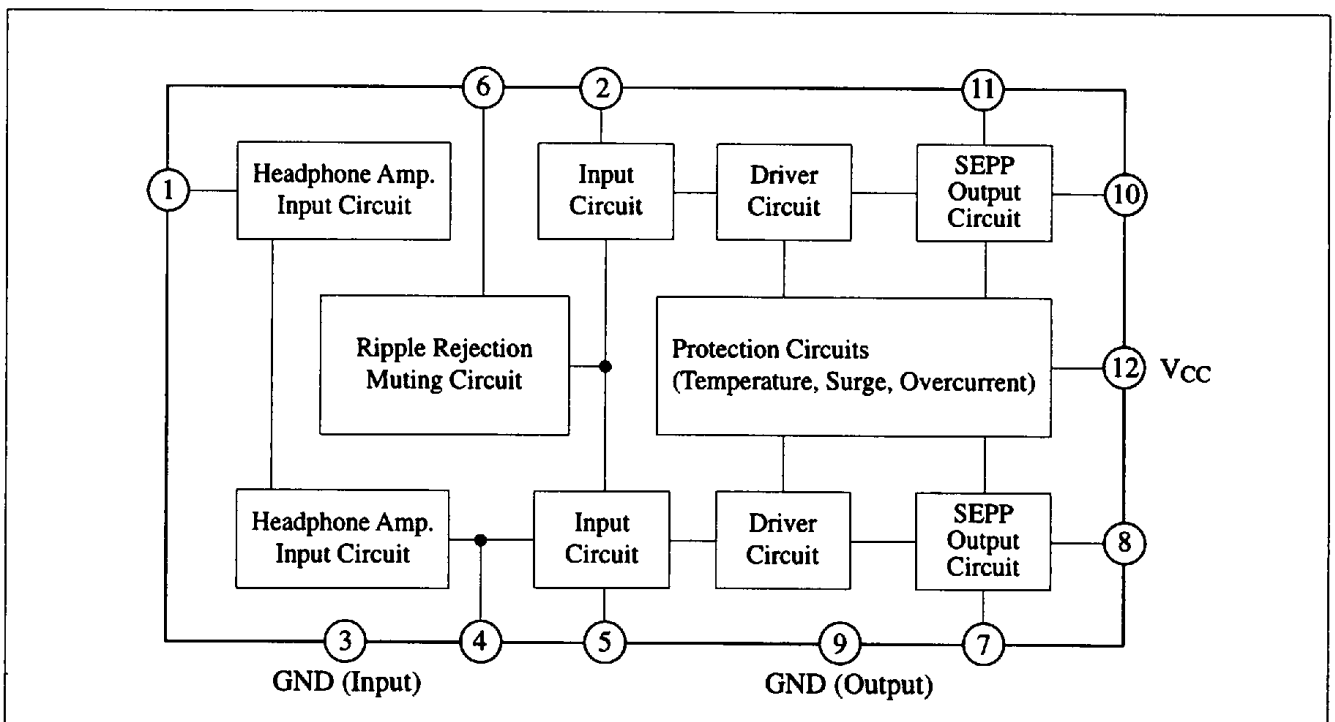 6
2
11
1
Headphone Amp.
Input Circuit
Input
Circuit
Driver
Circuit
SEPP
Output
Circuit
10
Ripple Rejection
Muting Circuit
Protection Circuits
(Temperature, Surge, Overcurrent)
12
VCC
Headphone Amp.
Input Circuit
Input
Circuit
Driver
Circuit
SEPP
Output
Circuit
8
3
4
5
9
7
GND (Input)
GND (Output)